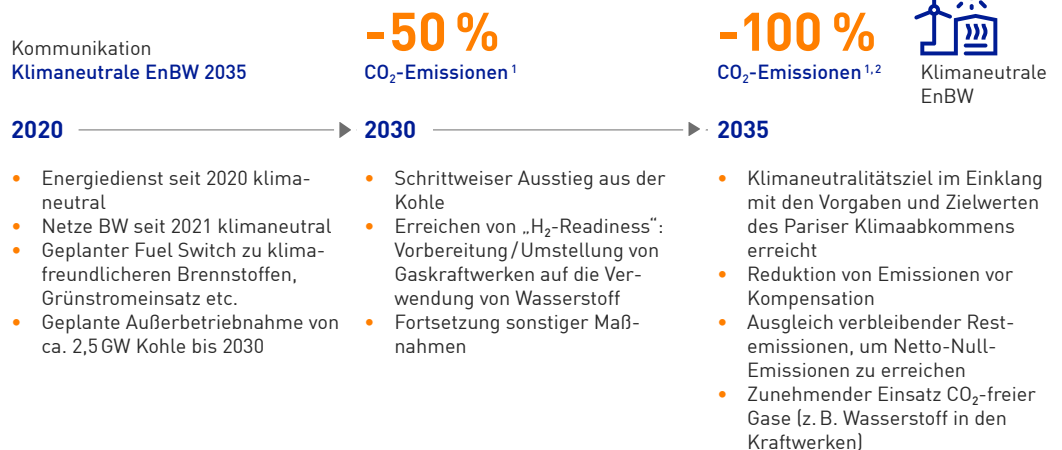 Kommunikation
Klimaneutrale EnBW 2035
-50 %
CO₂-Emissionen¹
-100 %
CO₂-Emissionen¹,²
Klimaneutrale
EnBW
2020
2030
2035
• Energiedienst seit 2020 klima-
neutral
• Netze BW seit 2021 klimaneutral
• Geplanter Fuel Switch zu klima-
freundlicheren Brennstoffen,
Grünstromeinsatz etc.
• Geplante Außerbetriebnahme von
ca. 2,5 GW Kohle bis 2030
• Schrittweiser Ausstieg aus der
Kohle
• Erreichen von „H₂-Readiness“:
Vorbereitung/Umstellung von
Gaskraftwerken auf die Ver-
wendung von Wasserstoff
• Fortsetzung sonstiger Maß-
nahmen
• Klimaneutralitätsziel im Einklang
mit den Vorgaben und Zielwerten
des Pariser Klimaabkommens
erreicht
• Reduktion von Emissionen vor
Kompensation
• Ausgleich verbleibender Rest-
emissionen, um Netto-Null-
Emissionen zu erreichen
• Zunehmender Einsatz CO₂-freier
Gase (z. B. Wasserstoff in den
Kraftwerken)